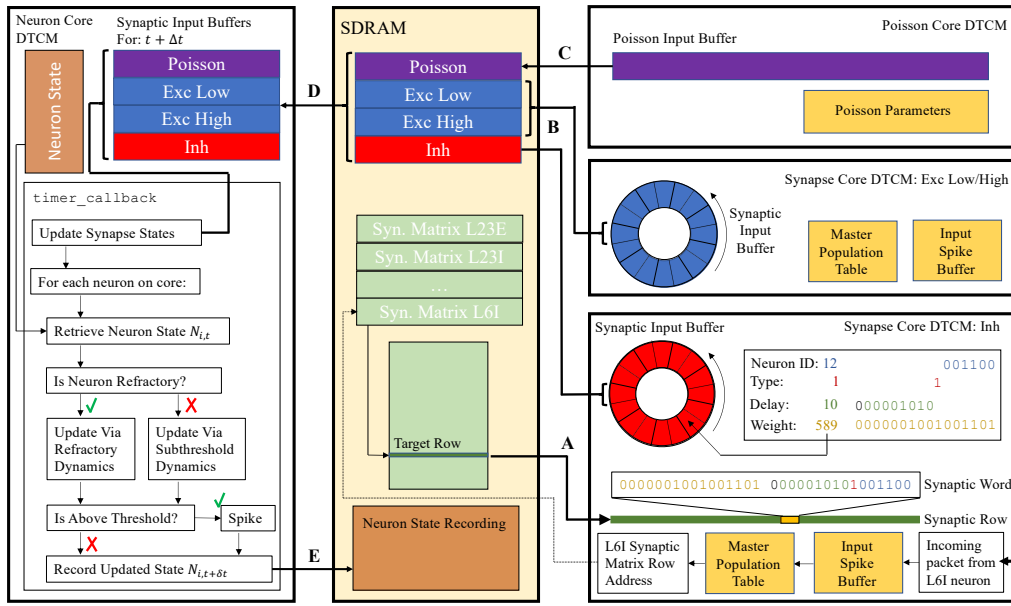 Neuron Core
DTCM
Synaptic Input Buffers
For: t + Δt
Neuron State
Poisson
Exc Low
Exc High
Inh
timer_callback
Update Synapse States
For each neuron on core:
Retrieve Neuron State N_{i,t}
Is Neuron Refractory?
✓
X
Update Via
Refractory
Dynamics
Update Via
Subthreshold
Dynamics
✓
Is Above Threshold?
Spike
X
Record Updated State N_{i,t+δt}
D
E
SDRAM
Poisson
Exc Low
Exc High
Inh
Syn. Matrix L23E
Syn. Matrix L23I
...
Syn. Matrix L6I
Target Row
Neuron State Recording
C
B
A
Poisson Core DTCM
Poisson Input Buffer
Poisson Parameters
Synapse Core DTCM: Exc Low/High
Synaptic
Input
Buffer
Master
Population
Table
Input
Spike
Buffer
Synaptic Input Buffer
Synapse Core DTCM: Inh
Neuron ID: 12 001100
Type: 1 1
Delay: 10 000001010
Weight: 589 0000001001001101
0000001001001101 0000010101001100
Synaptic Word
Synaptic Row
L6I Synaptic
Matrix Row
Address
Master
Population
Table
Input
Spike
Buffer
Incoming
packet from
L6I neuron